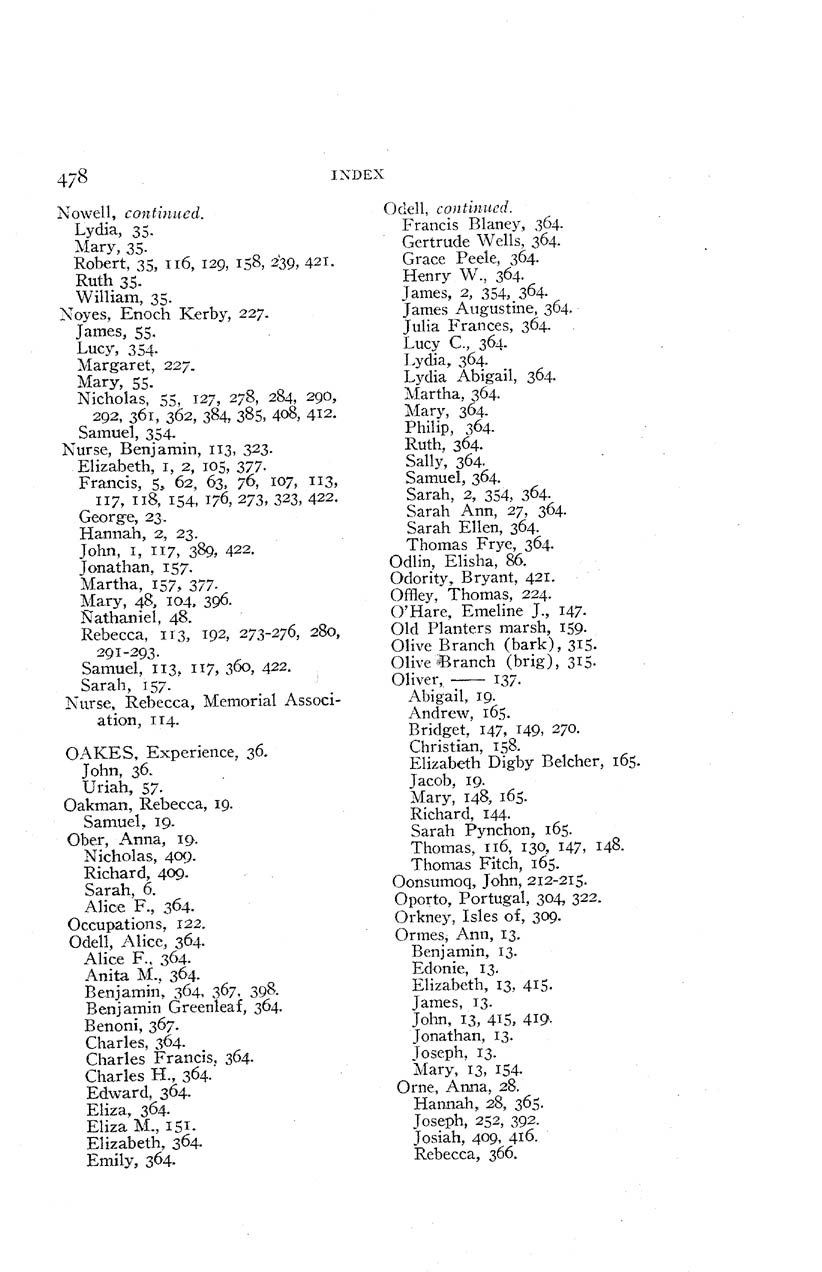 478
INDEX
Nowell, continued.
Lydia, 35.
Mary, 35.
Robert, 35, 116, 129, 158, 239, 421.
Ruth 35.
William, 35.
Noyes, Enoch Kerby, 227.
James, 55.
Lucy, 354.
Margaret, 227.
Mary, 55.
Nicholas, 55, 127, 278, 284, 290,
292, 361, 362, 384, 385, 408, 412.
Samuel, 354.
Nurse, Benjamin, 113, 323.
Elizabeth, 1, 2, 105, 377.
Francis, 5, 62, 63, 76, 107, 113,
117, 118, 154, 176, 273, 323, 422.
George, 23.
Hannah, 2, 23.
John, 1, 117, 389, 422.
Jonathan, 157.
Martha, 157, 377.
Mary, 48, 104, 396.
Nathaniel, 48.
Rebecca, 113, 192, 273-276, 280,
291-293.
Samuel, 113, 117, 360, 422.
Sarah, 157.
Nurse, Rebecca, Memorial Associ-
ation, 114.
OAKES, Experience, 36.
John, 36.
Uriah, 57.
Oakman, Rebecca, 19.
Samuel, 19.
Ober, Anna, 19.
Nicholas, 409.
Richard, 409.
Sarah, 6.
Alice F., 364.
Occupations, 122.
Odell, Alice, 364.
Alice F., 364.
Anita M., 364.
Benjamin, 364, 367, 398.
Benjamin Greenleaf, 364.
Benoni, 367.
Charles, 364.
Charles Francis, 364.
Charles H., 364.
Edward, 364.
Eliza, 364.
Eliza M., 151.
Elizabeth, 364.
Emily, 364.
Odell, continued.
Francis Blaney, 364.
Gertrude Wells, 364.
Grace Peele, 364.
Henry W., 364.
James, 2, 354, 364.
James Augustine, 364.
Julia Frances, 364.
Lucy C., 364.
Lydia, 364.
Lydia Abigail, 364.
Martha, 364.
Mary, 364.
Philip, 364.
Ruth, 364.
Sally, 364.
Samuel, 364.
Sarah, 2, 354, 364.
Sarah Ann, 27, 364.
Sarah Ellen, 364.
Thomas Frye, 364.
Odlin, Elisha, 86.
Odority, Bryant, 421.
Offley, Thomas, 224.
O'Hare, Emeline J., 147.
Old Planters marsh, 159.
Olive Branch (bark), 315.
Olive Branch (brig), 315.
Oliver, —— 137.
Abigail, 19.
Andrew, 165.
Bridget, 147, 149, 270.
Christian, 158.
Elizabeth Digby Belcher, 165.
Jacob, 19.
Mary, 148, 165.
Richard, 144.
Sarah Pynchon, 165.
Thomas, 116, 130, 147, 148.
Thomas Fitch, 165.
Oonsumoq, John, 212-215.
Oporto, Portugal, 304, 322.
Orkney, Isles of, 309.
Ormes, Ann, 13.
Benjamin, 13.
Edonie, 13.
Elizabeth, 13, 415.
James, 13.
John, 13, 415, 419.
Jonathan, 13.
Joseph, 13.
Mary, 13, 154.
Orne, Anna, 28.
Hannah, 28, 365.
Joseph, 252, 392.
Josiah, 409, 416.
Rebecca, 366.